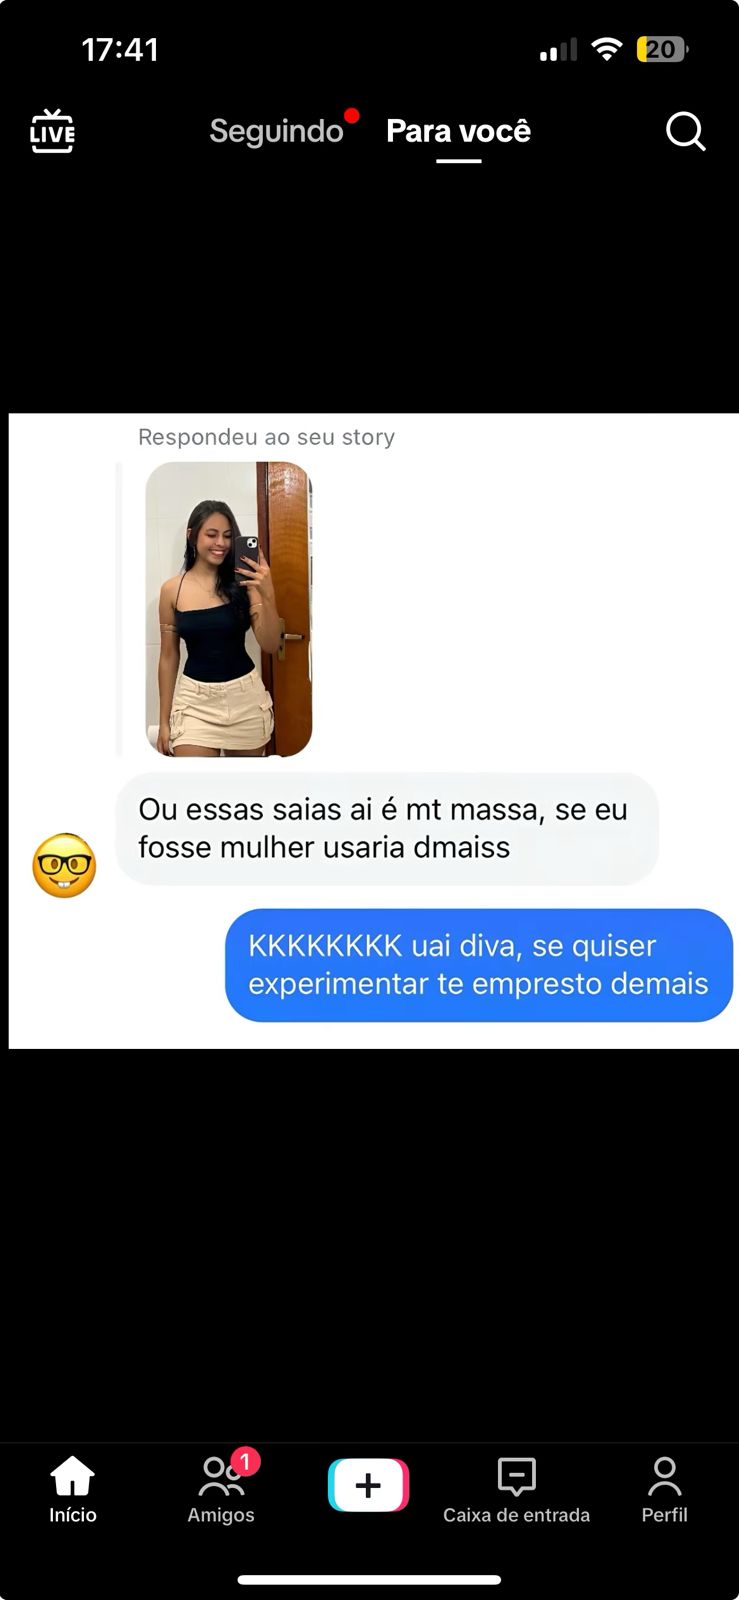 17:41
20
LIVE
Seguindo
Para você
Respondeu ao seu story
Ou essas saias ai é mt massa, se eu
fosse mulher usaria dmaiss
KKKKKKKK uai diva, se quiser
experimentar te empresto demais
1
Início
Amigos
Caixa de entrada
Perfil